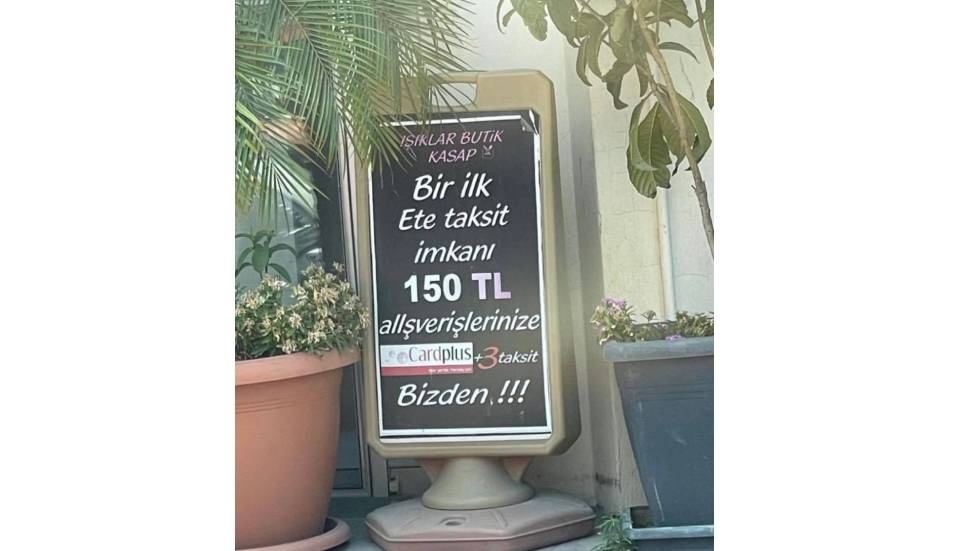 IŞIKLAR BUTİK
KASAP
Bir ilk
Ete taksit
imkanı
150 TL
allşverişlerinize
Cardplus +3 taksit
Bizden !!!